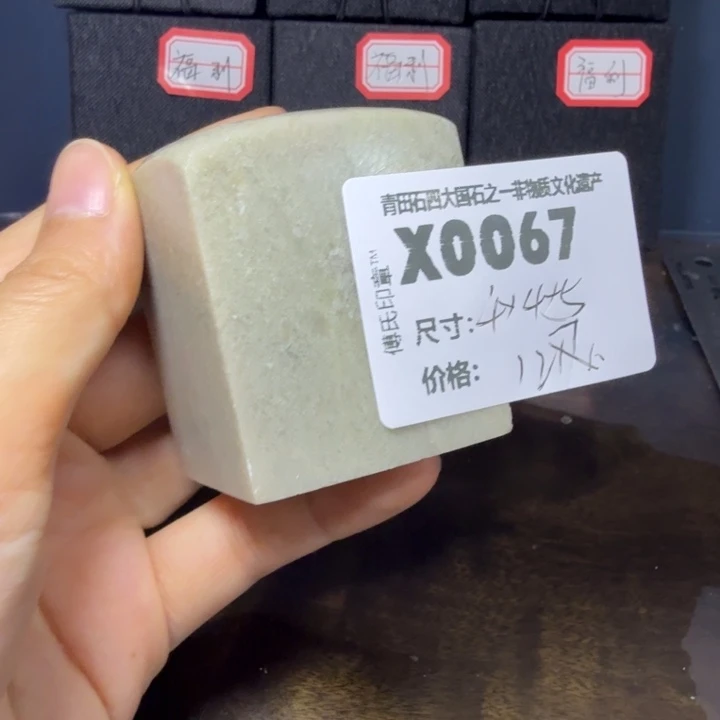 福利
福利
福利
青田石四大国石之一非物质文化遗产
X0067
傅氏印章™
尺寸:
价格: